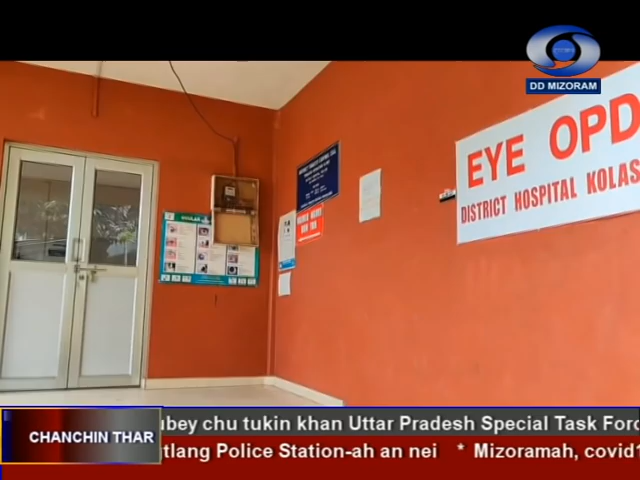 DD MIZORAM
EYE OPD
DISTRICT HOSPITAL KOLAS
CHANCHIN THAR
ubey chu tukin khan Uttar Pradesh Special Task Forc
tlang Police Station-ah an nei * Mizoramah, covid1